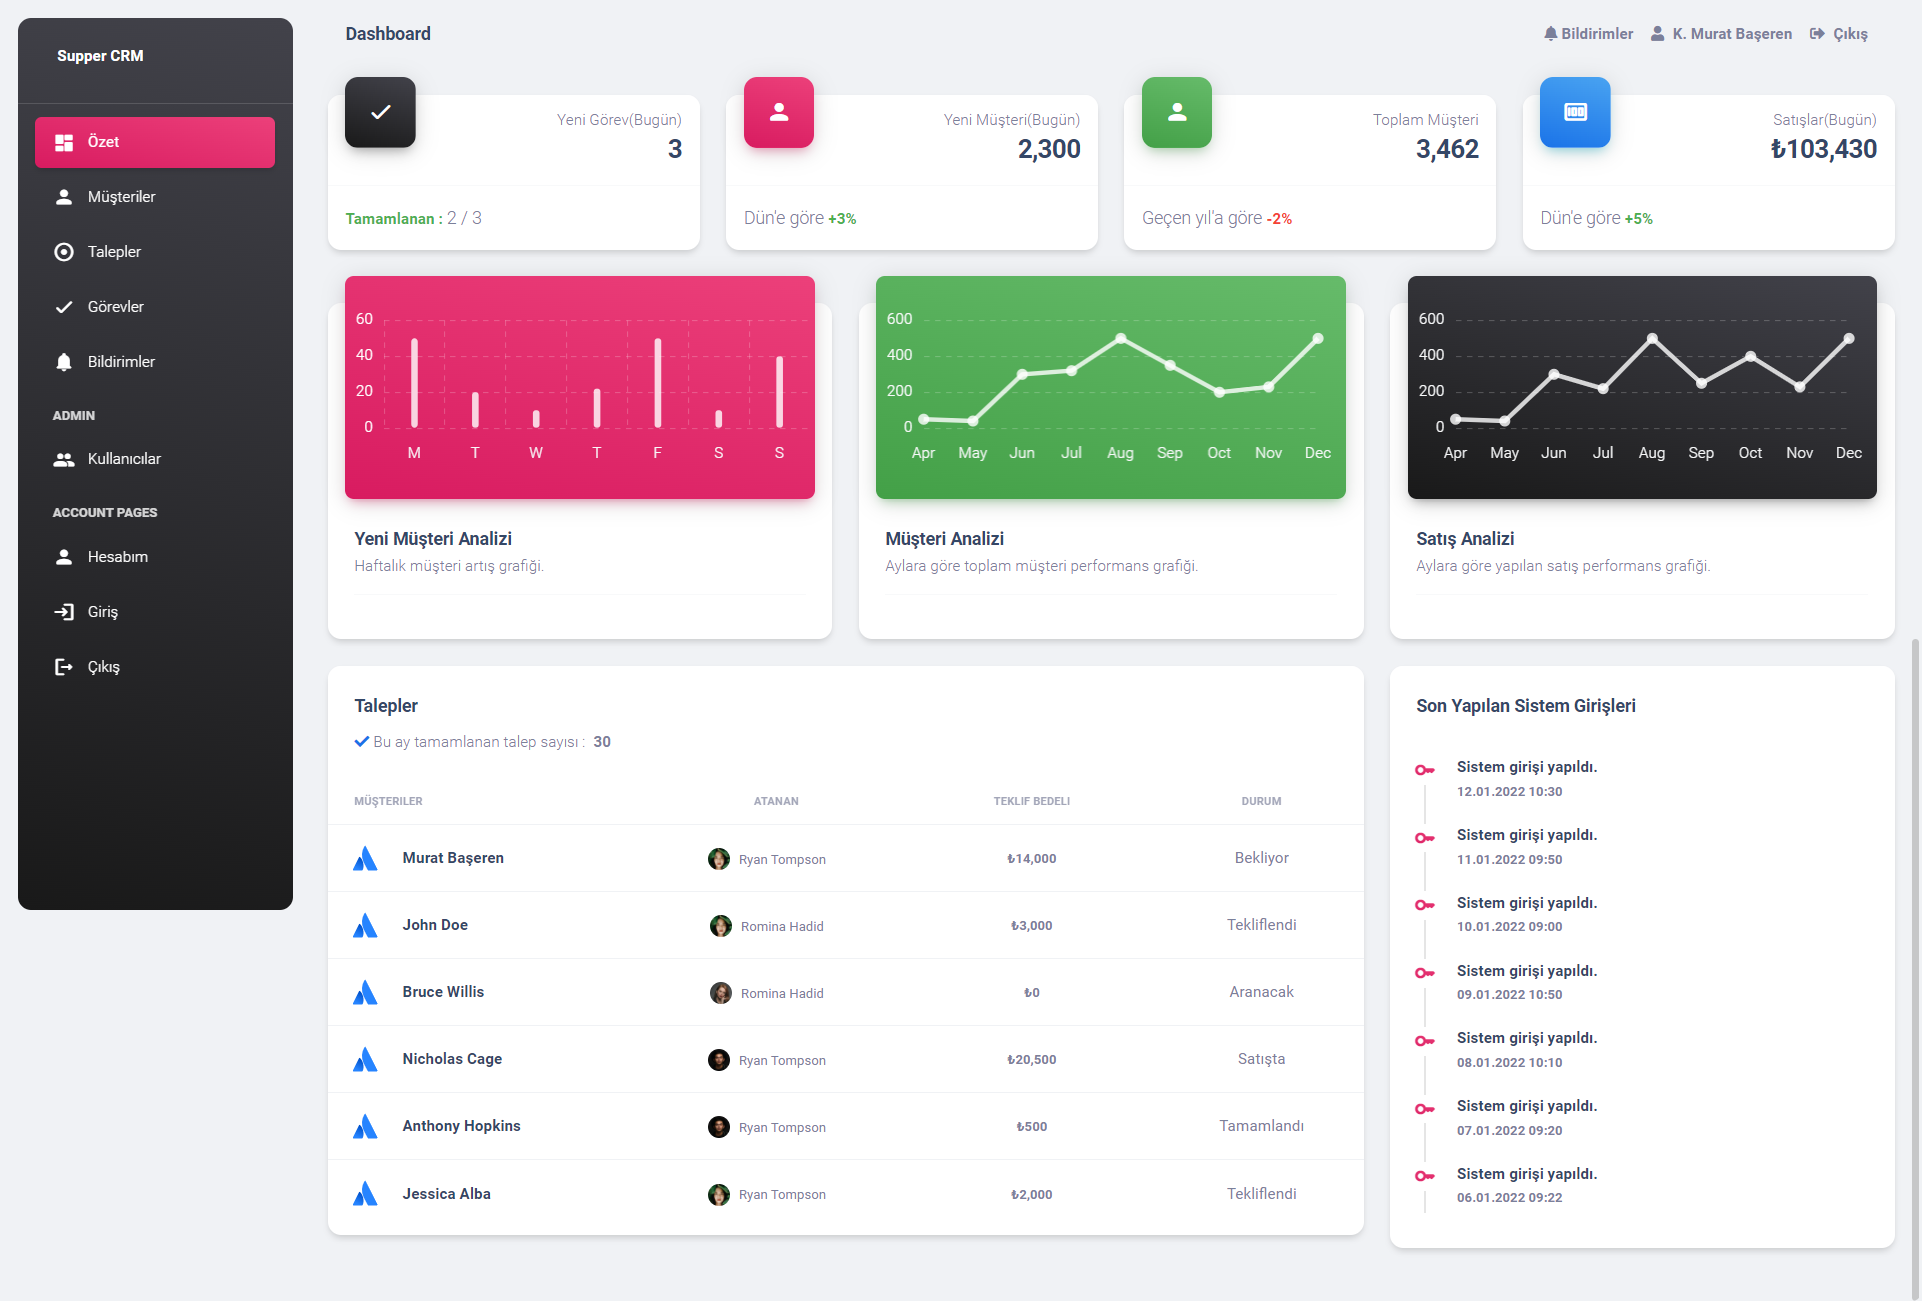 Supper CRM
Özet
Müşteriler
Talepler
Görevler
Bildirimler
ADMIN
Kullanıcılar
ACCOUNT PAGES
Hesabım
Giriş
Çıkış
Dashboard
Bildirimler K. Murat Başeren Çıkış
Yeni Görev(Bugün)
3
Tamamlanan : 2 / 3
Yeni Müşteri(Bugün)
2,300
Dün'e göre +3%
Toplam Müşteri
3,462
Geçen yıl'a göre -2%
Satışlar(Bugün)
100
₺103,430
Dün'e göre +5%
60
40
20
0
M T W T F S S
Yeni Müşteri Analizi
Haftalık müşteri artış grafiği.
600
400
200
0
Apr May Jun Jul Aug Sep Oct Nov Dec
Müşteri Analizi
Aylara göre toplam müşteri performans grafiği.
600
400
200
0
Apr May Jun Jul Aug Sep Oct Nov Dec
Satış Analizi
Aylara göre yapılan satış performans grafiği.
Talepler
Bu ay tamamlanan talep sayısı : 30
MÜŞTERILER ATANAN TEKLIF BEDELI DURUM
Murat Başeren Ryan Tompson ₺14,000 Bekliyor
John Doe Romina Hadid ₺3,000 Tekliflendi
Bruce Willis Romina Hadid ₺0 Aranacak
Nicholas Cage Ryan Tompson ₺20,500 Satışta
Anthony Hopkins Ryan Tompson ₺500 Tamamlandı
Jessica Alba Ryan Tompson ₺2,000 Tekliflendi
Son Yapılan Sistem Girişleri
Sistem girişi yapıldı.
12.01.2022 10:30
Sistem girişi yapıldı.
11.01.2022 09:50
Sistem girişi yapıldı.
10.01.2022 09:00
Sistem girişi yapıldı.
09.01.2022 10:50
Sistem girişi yapıldı.
08.01.2022 10:10
Sistem girişi yapıldı.
07.01.2022 09:20
Sistem girişi yapıldı.
06.01.2022 09:22